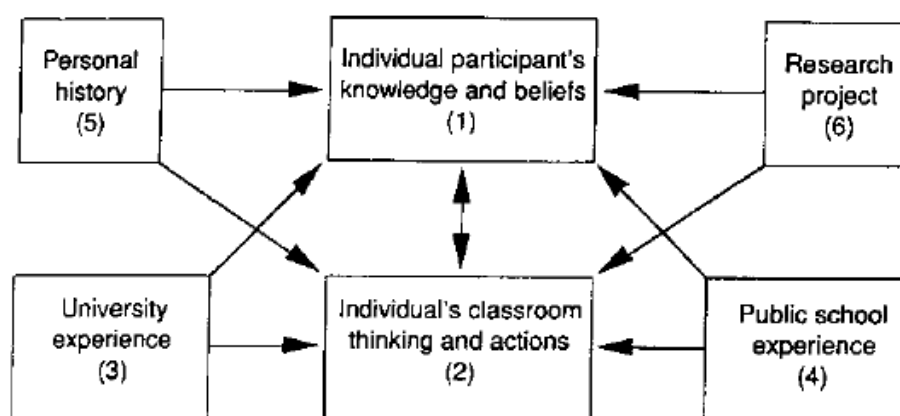 Personal
history
(5)
Individual participant's
knowledge and beliefs
(1)
Research
project
(6)
University
experience
(3)
Individual's classroom
thinking and actions
(2)
Public school
experience
(4)